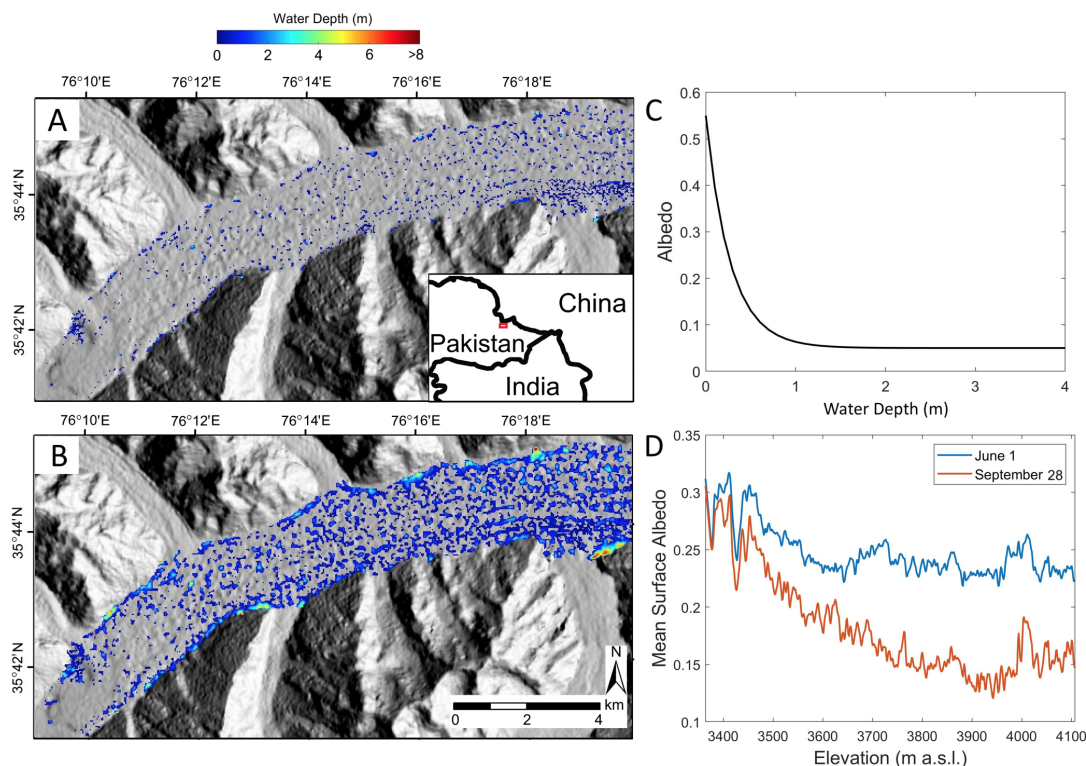 Water Depth (m)
0 2 4 6 >8
76°10'E 76°12'E 76°14'E 76°16'E 76°18'E
A
35°44'N
35°42'N
China
Pakistan
India
76°10'E 76°12'E 76°14'E 76°16'E 76°18'E
B
35°44'N
35°42'N
N
km
0 2 4
C
0.6
0.5
0.4
0.3
0.2
0.1
0
Albedo
0 1 2 3 4
Water Depth (m)
D
0.35
0.3
0.25
0.2
0.15
0.1
Mean Surface Albedo
June 1
September 28
3400 3500 3600 3700 3800 3900 4000 4100
Elevation (m a.s.l.)